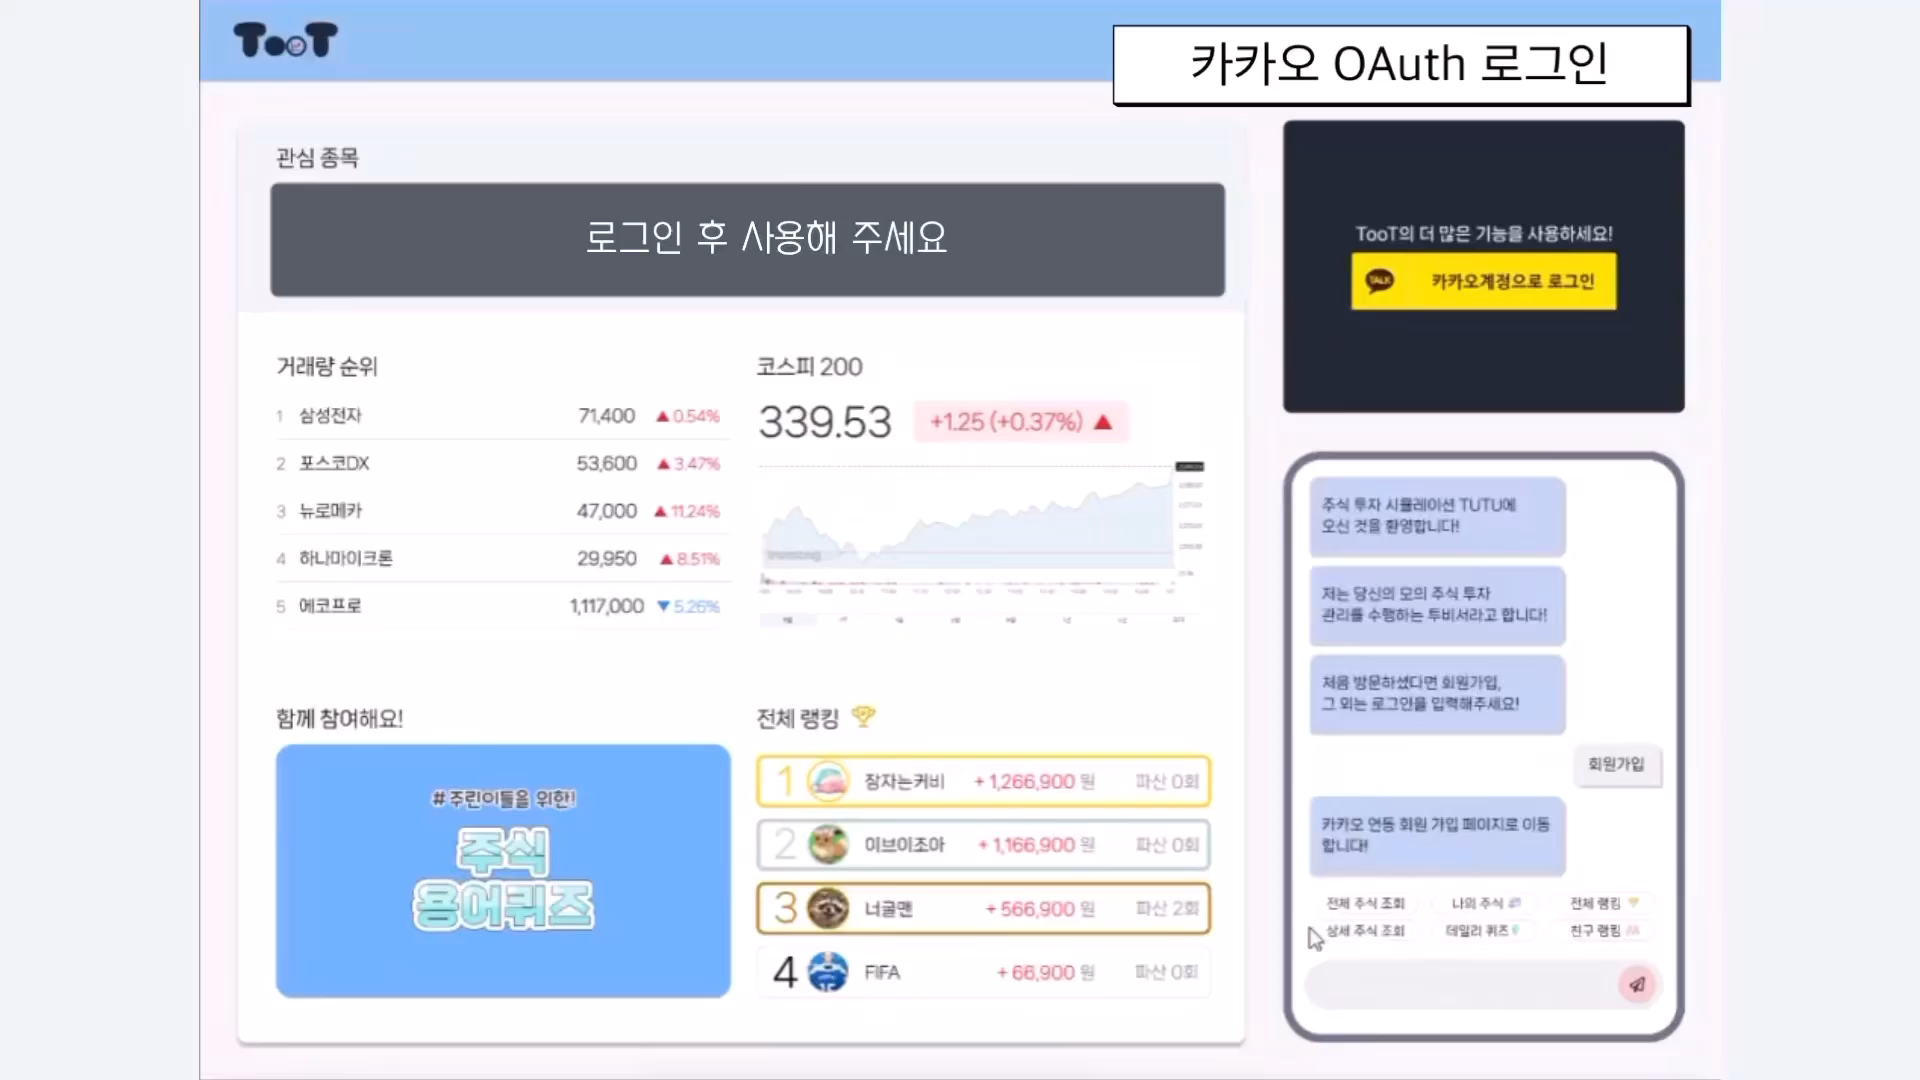 TooT
카카오 OAuth 로그인
관심 종목
로그인 후 사용해 주세요
TooT의 더 많은 기능을 사용하세요!
TALK 카카오계정으로 로그인
거래량 순위
1 삼성전자 71,400 ▲0.54%
2 포스코DX 53,600 ▲3.47%
3 뉴로메카 47,000 ▲11.24%
4 하나마이크론 29,950 ▲8.51%
5 에코프로 1,117,000 ▼5.26%
코스피 200
339.53 +1.25 (+0.37%) ▲
함께 참여해요!
# 주린이들을 위한!
주식
용어퀴즈
전체 랭킹
1 잠자는커비 + 1,266,900 원 파산 0회
2 이브이조아 + 1,166,900 원 파산 0회
3 너굴맨 + 566,900 원 파산 2회
4 FIFA + 66,900 원 파산 0회
주식 투자 시뮬레이션 TUTU에
오신 것을 환영합니다!
저는 당신의 모의 주식 투자
관리를 수행하는 투비서라고 합니다!
처음 방문하셨다면 회원가입,
그 외는 로그인을 입력해주세요!
회원가입
카카오 연동 회원 가입 페이지로 이동
합니다!
전체 주식 조회 나의 주식 전체 랭킹
상세 주식 조회 데일리 퀴즈 친구 랭킹